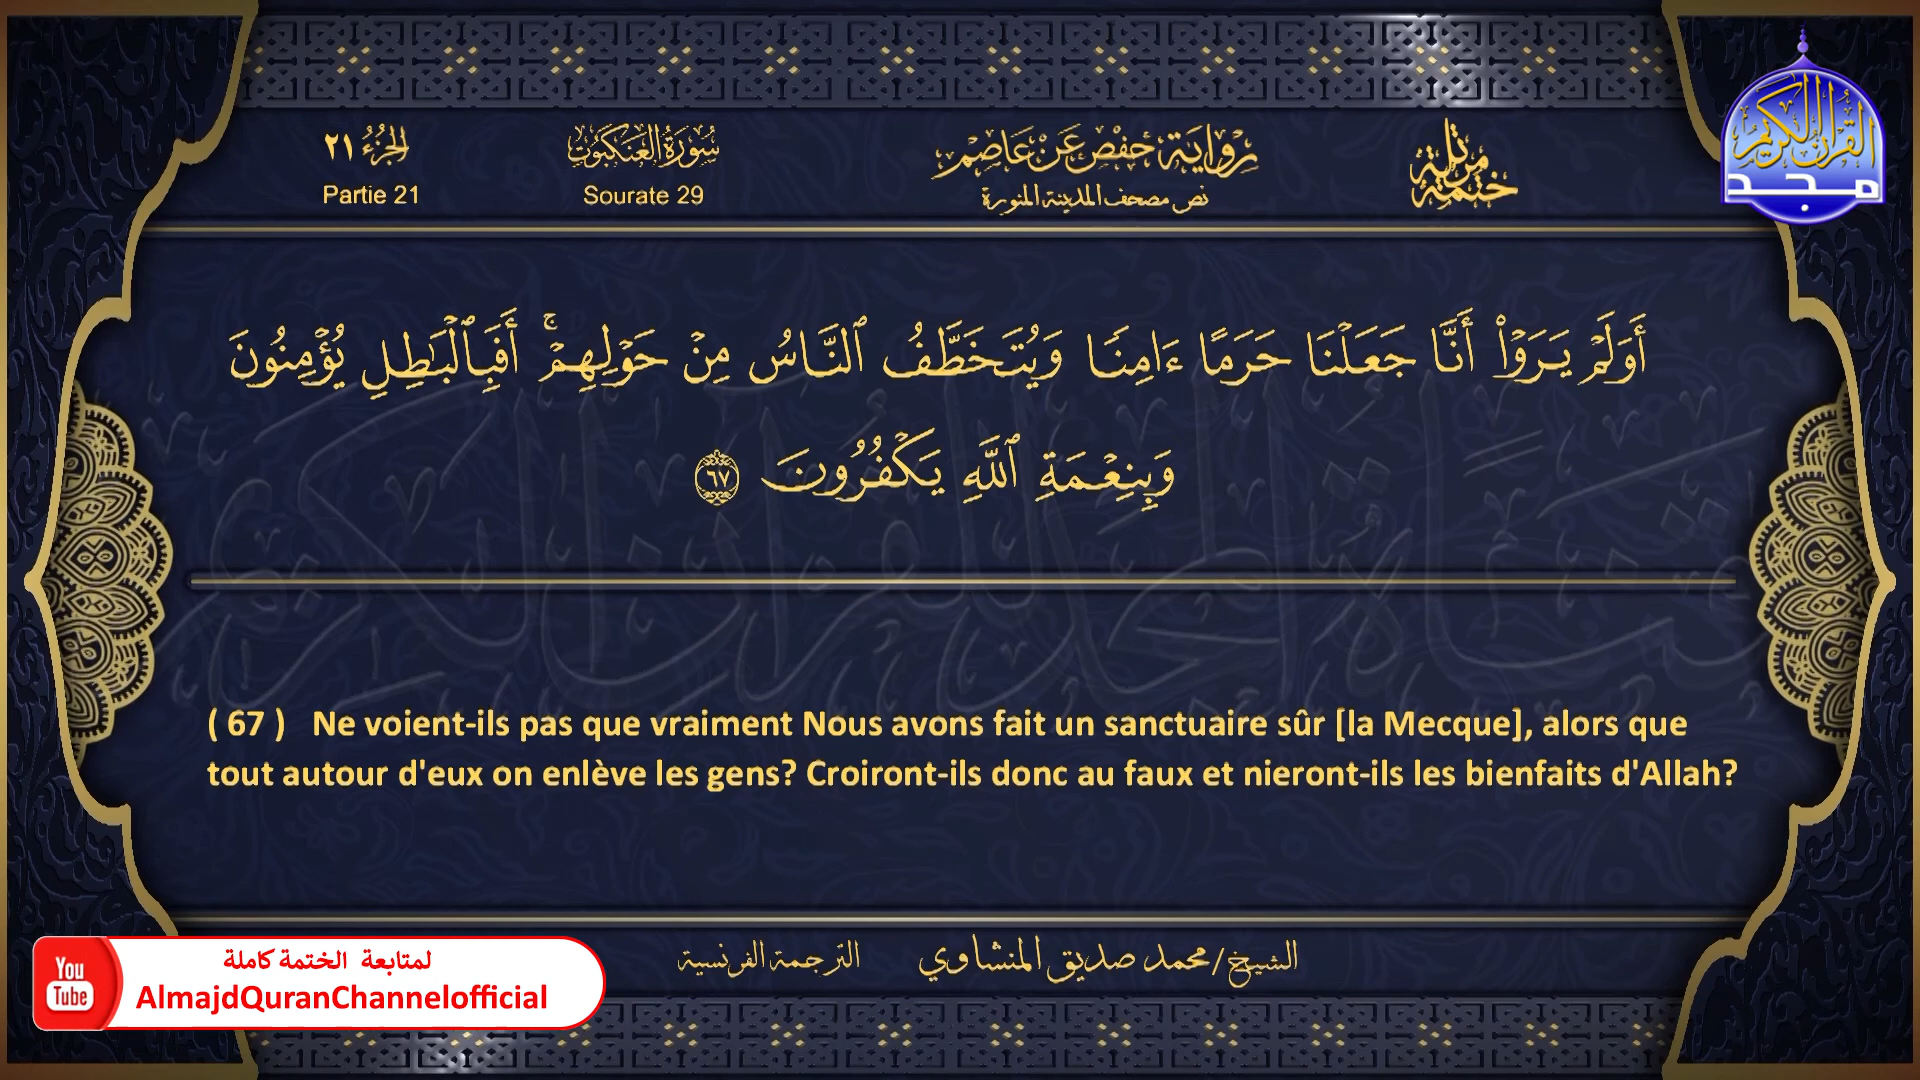 الجزء ٢١
Partie 21
سورة العنكبوت
Sourate 29
رواية حفص عن عاصم
نص مصحف المدينة المنورة
ختمة مرتلة
القرآن الكريم
مجد
أَوَلَمْ يَرَوْا۟ أَنَّا جَعَلْنَا حَرَمًا ءَامِنًا وَيُتَخَطَّفُ ٱلنَّاسُ مِنْ حَوْلِهِمْ ۚ أَفَبِٱلْبَـٰطِلِ يُؤْمِنُونَ
وَبِنِعْمَةِ ٱللَّهِ يَكْفُرُونَ ٦٧
( 67 ) Ne voient-ils pas que vraiment Nous avons fait un sanctuaire sûr [la Mecque], alors que
tout autour d'eux on enlève les gens? Croiront-ils donc au faux et nieront-ils les bienfaits d'Allah?
الشيخ/محمد صديق المنشاوي
الترجمة الفرنسية
You
Tube
لمتابعة الختمة كاملة
AlmajdQuranChannelofficial